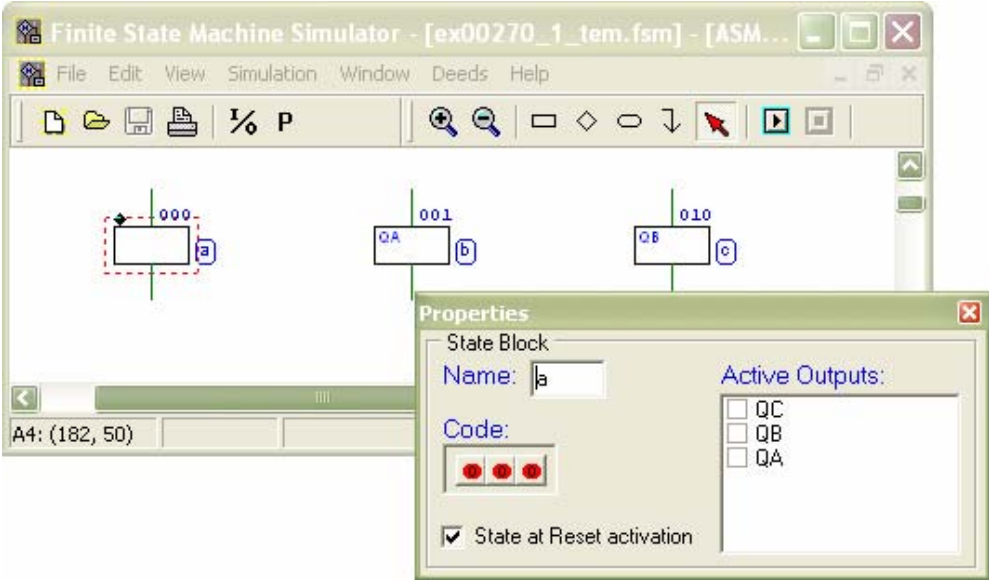 Finite State Machine Simulator - [ex00270_1_tem.fsm] - [ASM...
File Edit View Simulation Window Deeds Help
I/O P
000 001 010
QA QB
a b c
Properties
State Block
Name: a
Active Outputs:
QC
QB
QA
Code:
0 0 0
State at Reset activation
A4: (182, 50)